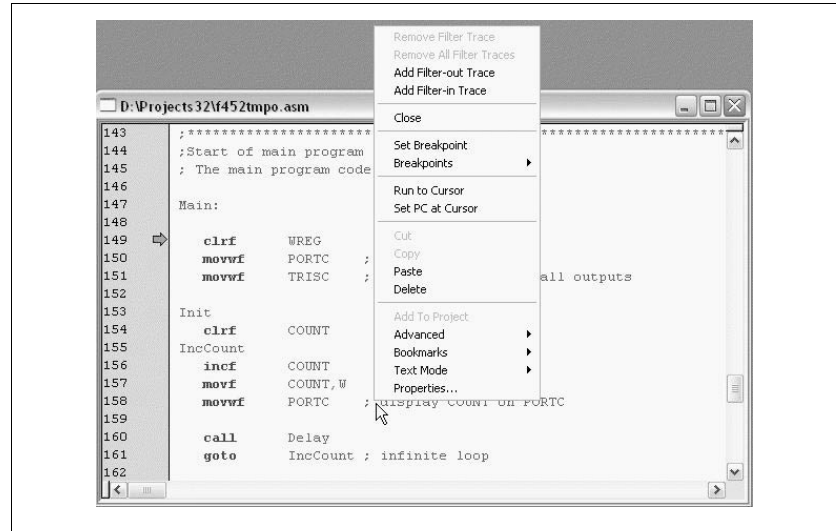 D:\Projects32\f452tmpo.asm
143 ;********************** ***********************
144 ;Start of main program
145 ; The main program code
146
147 Main:
148
149 clrf WREG
150 movwf PORTC ;
151 movwf TRISC ; all outputs
152
153 Init
154 clrf COUNT
155 IncCount
156 incf COUNT
157 movf COUNT,W
158 movwf PORTC ; display COUNT on PORTC
159
160 call Delay
161 goto IncCount ; infinite loop
162
Remove Filter Trace
Remove All Filter Traces
Add Filter-out Trace
Add Filter-in Trace
Close
Set Breakpoint
Breakpoints
Run to Cursor
Set PC at Cursor
Cut
Copy
Paste
Delete
Add To Project
Advanced
Bookmarks
Text Mode
Properties...